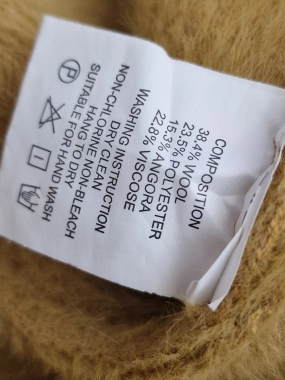 COMPOSITION
38.4% WOOL
23.5% POLYESTER
15.3% ANGORA
22.8% VISCOSE
WASHING INSTRUCTION
DRY CLEAN
NON-CHLORINE NON-BLEACH
HANG TO DRY
SUITABLE FOR HAND WASH
P